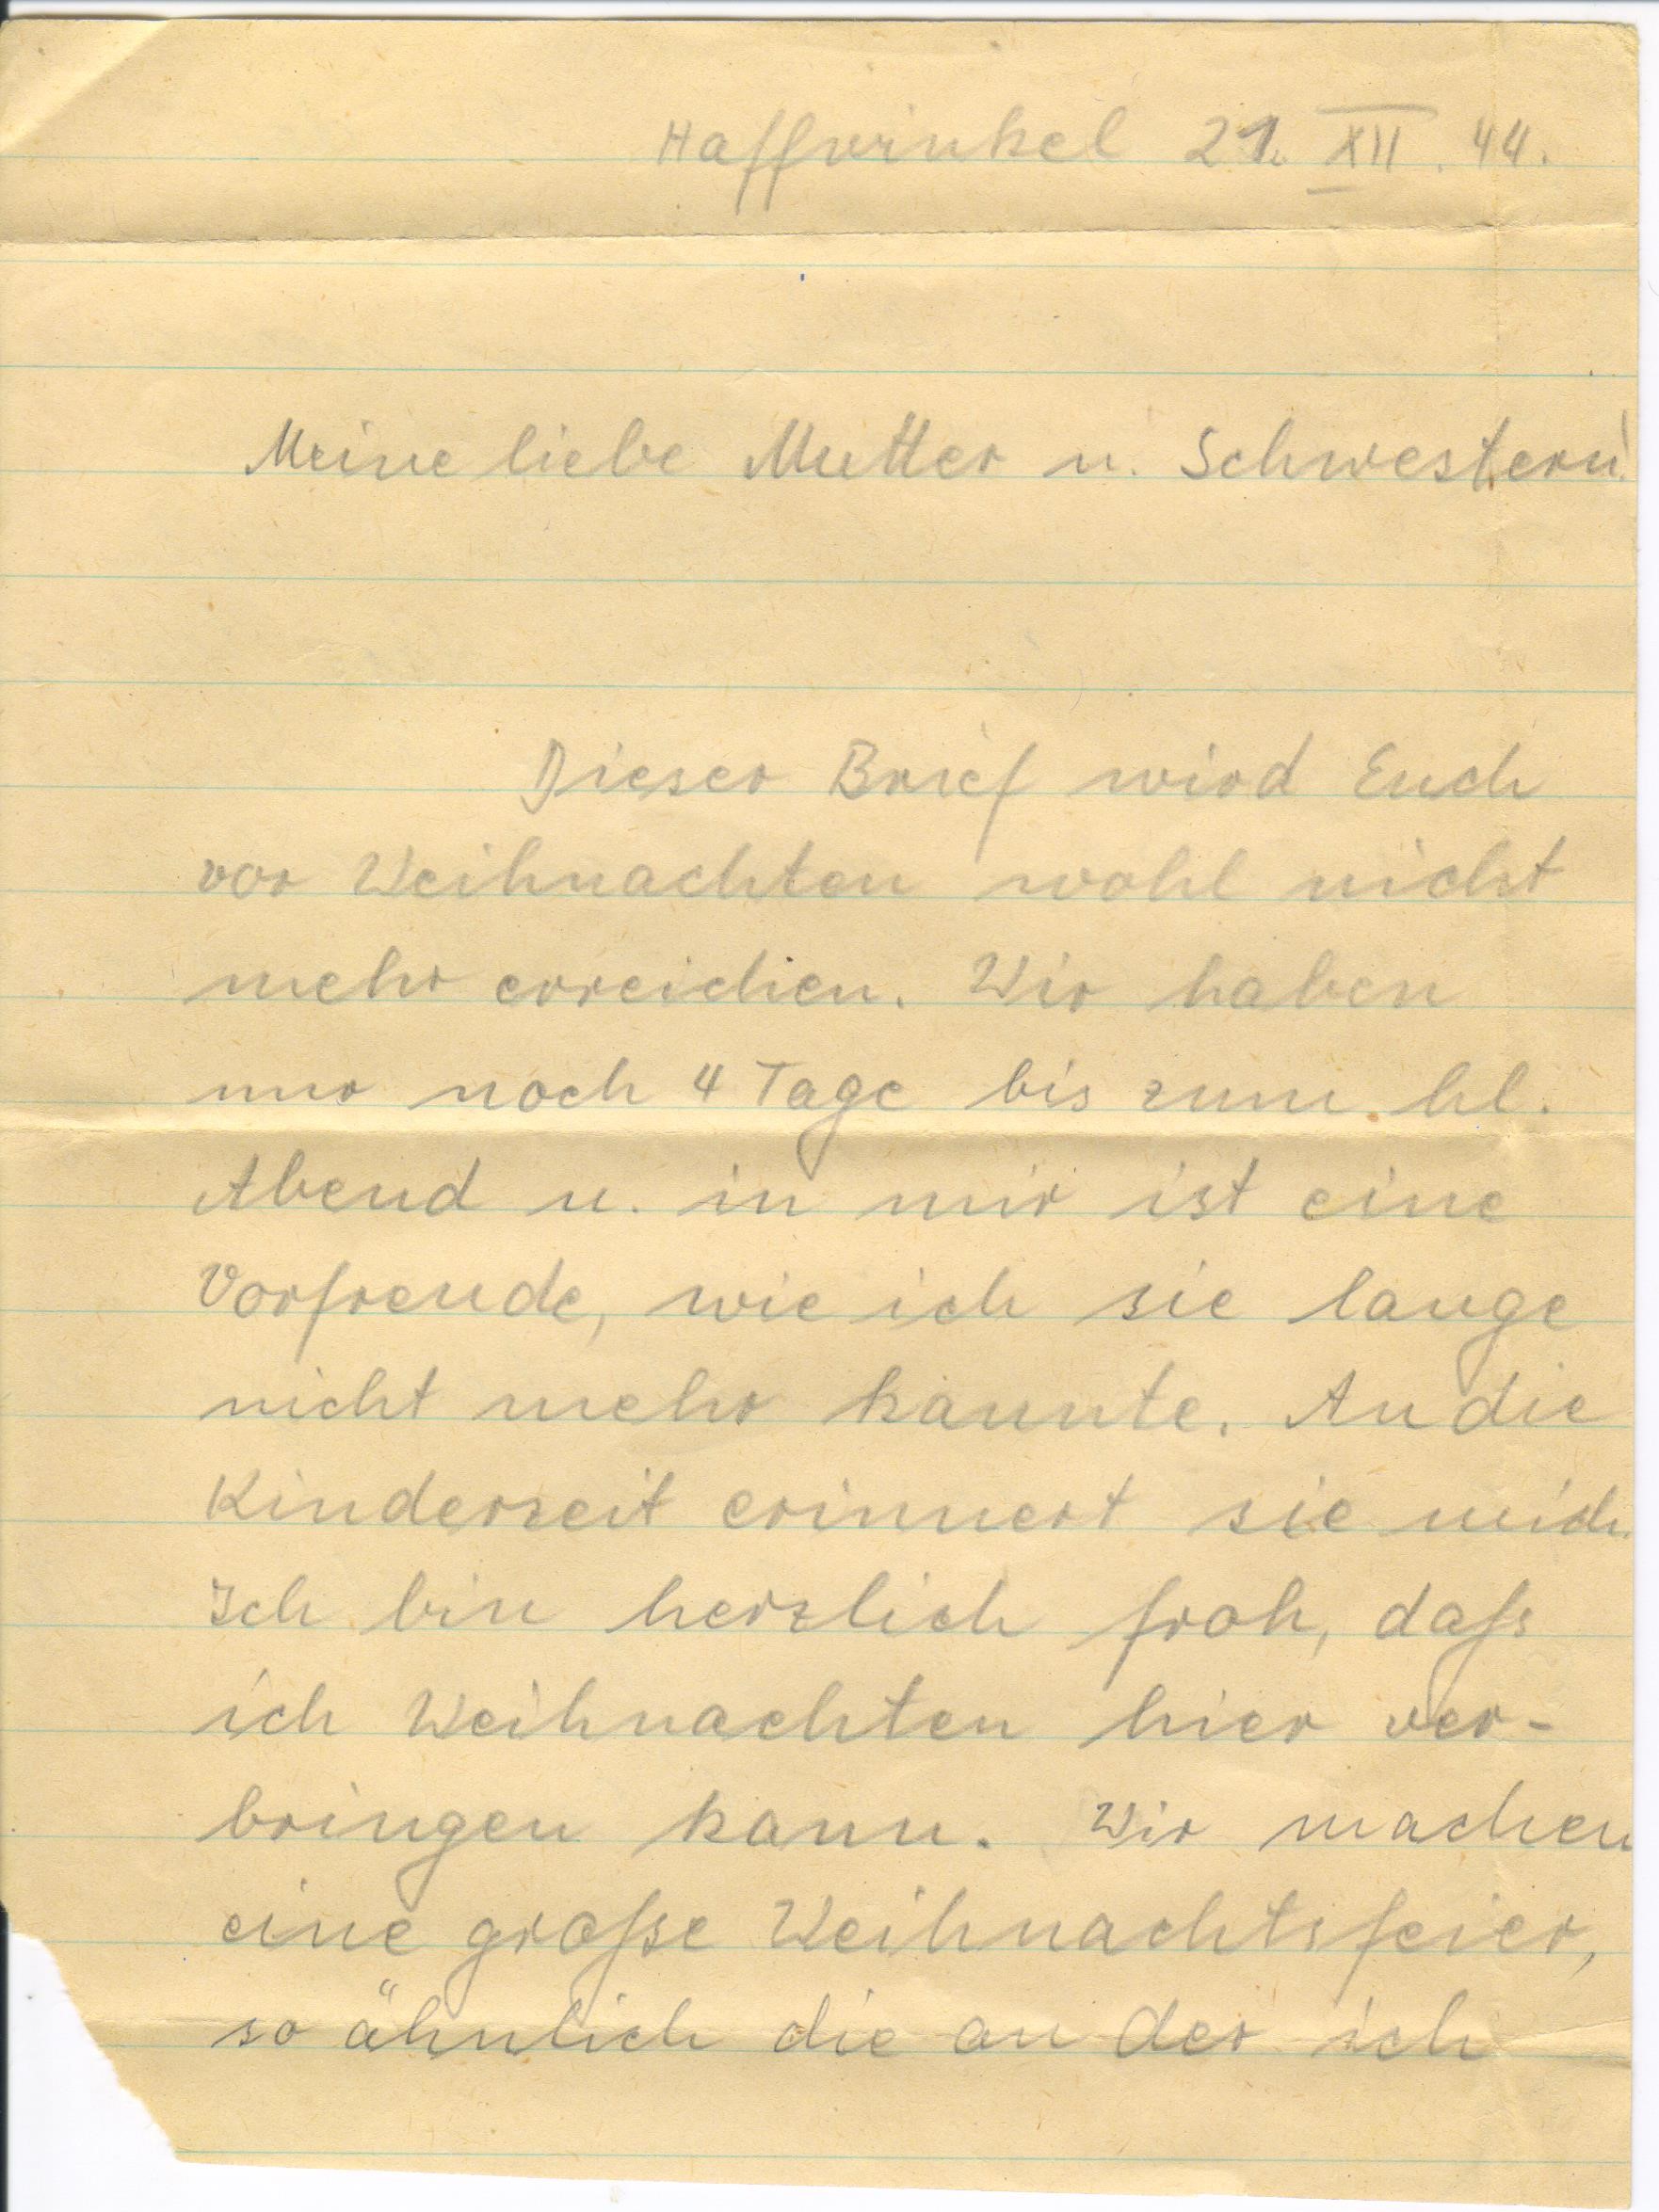 Haffwinkel 21. XII. 44.
Meine liebe Mutter u. Schwestern!
Dieser Brief wird Euch
vor Weihnachten wohl nicht
mehr erreichen. Wir haben
nur noch 4 Tage bis zum hl.
Abend u. in mir ist eine
Vorfreude, wie ich sie lange
nicht mehr kannte. An die
Kinderzeit erinnert sie mich
Ich bin herzlich froh, daß
ich Weihnachten hier ver-
bringen kann. Wir machen
eine große Weihnachtsfeier,
so ähnlich die an der ich